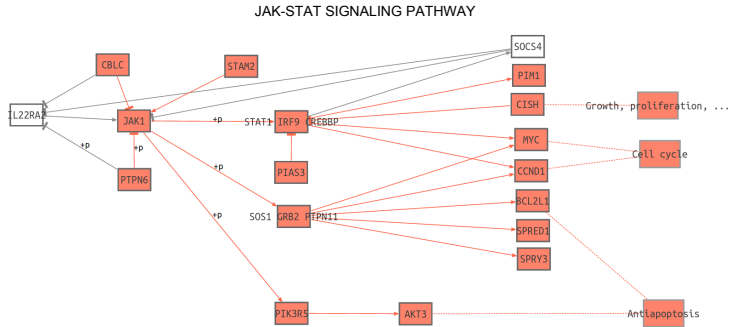 JAK-STAT SIGNALING PATHWAY
SOCS4
CBLC
STAM2
PIM1
CISH
Growth, proliferation, ...
IL22RA2
JAK1
+p
STAT1 IRF9 CREBBP
MYC
+p
+p
Cell cycle
PIAS3
CCND1
PTPN6
+p
BCL2L1
SOS1 GRB2 PTPN11
+p
SPRED1
SPRY3
PIK3R5
AKT3
Antiapoptosis